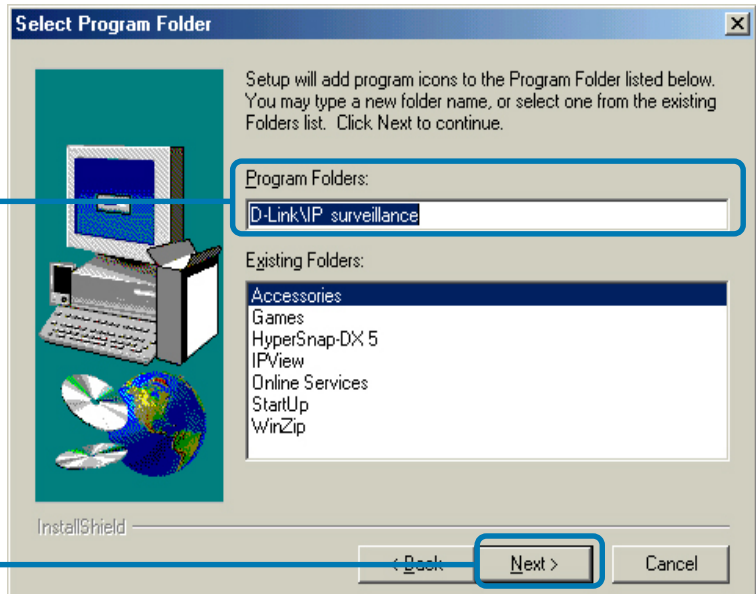 Select Program Folder
Setup will add program icons to the Program Folder listed below.
You may type a new folder name, or select one from the existing
Folders list. Click Next to continue.
Program Folders:
D-Link\IP surveillance
Existing Folders:
Accessories
Games
HyperSnap-DX 5
IPView
Online Services
StartUp
WinZip
InstallShield
< Back
Next >
Cancel